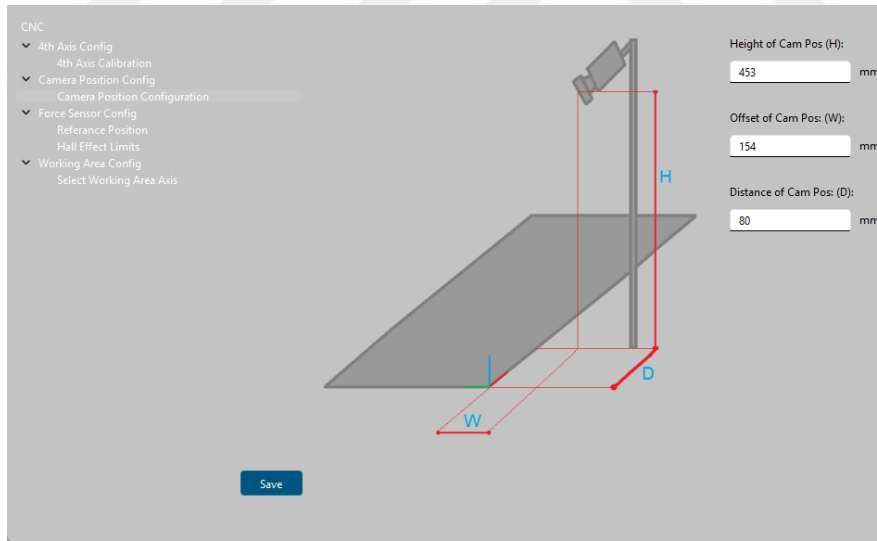 CNC
4th Axis Config
4th Axis Calibration
Camera Position Config
Camera Position Configuration
Force Sensor Config
Referance Position
Hall Effect Limits
Working Area Config
Select Working Area Axis
Save
H
D
W
Height of Cam Pos (H):
453 mm
Offset of Cam Pos: (W):
154 mm
Distance of Cam Pos: (D):
80 mm